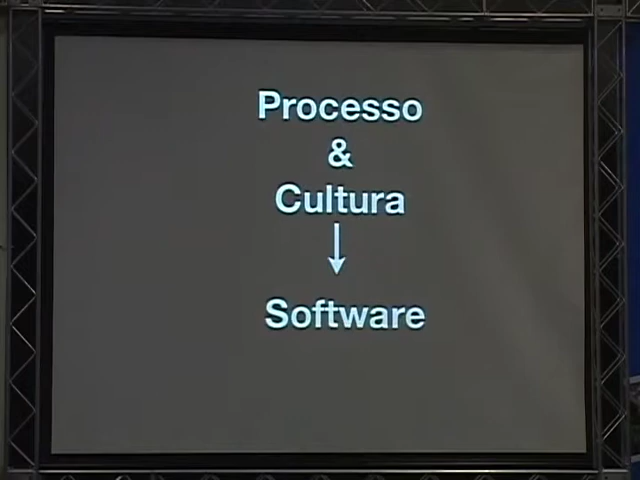 Processo
&
Cultura
↓
Software